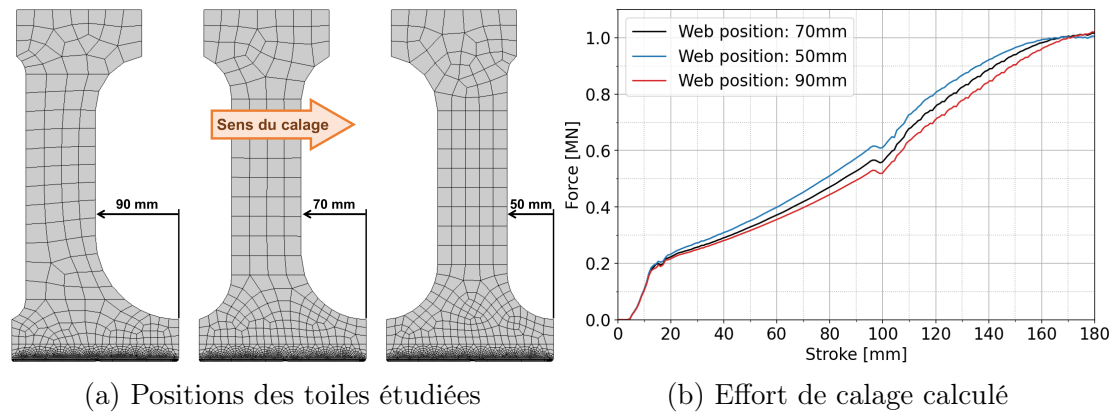 Sens du calage
90 mm
70 mm
50 mm
(a) Positions des toiles étudiées
Web position: 70mm
Web position: 50mm
Web position: 90mm
Force [MN]
1.0
0.8
0.6
0.4
0.2
0.0
0 20 40 60 80 100 120 140 160 180
Stroke [mm]
(b) Effort de calage calculé